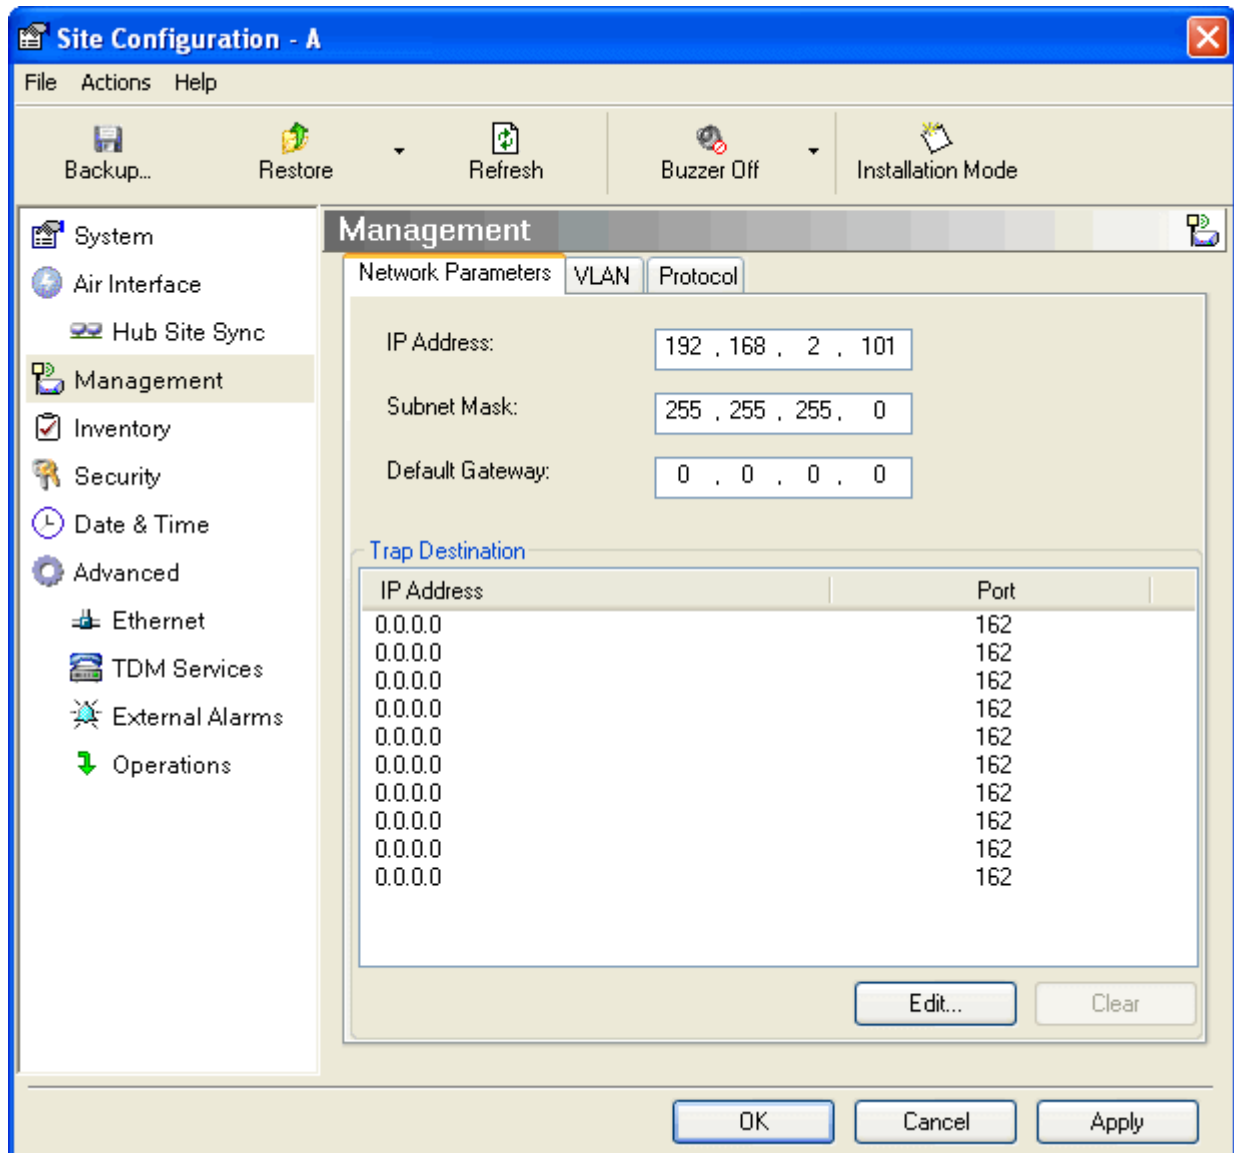 Site Configuration - A
File Actions Help
Backup... Restore Refresh Buzzer Off Installation Mode
System
Air Interface
Hub Site Sync
Management
Inventory
Security
Date & Time
Advanced
Ethernet
TDM Services
External Alarms
Operations
Management
Network Parameters VLAN Protocol
IP Address: 192 . 168 . 2 . 101
Subnet Mask: 255 . 255 . 255 . 0
Default Gateway: 0 . 0 . 0 . 0
Trap Destination
IP Address Port
0.0.0.0 162
0.0.0.0 162
0.0.0.0 162
0.0.0.0 162
0.0.0.0 162
0.0.0.0 162
0.0.0.0 162
0.0.0.0 162
0.0.0.0 162
0.0.0.0 162
Edit... Clear
OK Cancel Apply